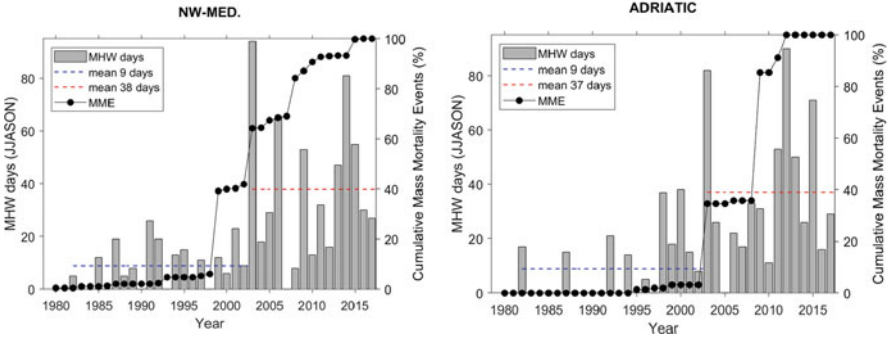 NW-MED.
MHW days
mean 9 days
mean 38 days
MME
MHW days (JJASON)
0
20
40
60
80
Cumulative Mass Mortality Events (%)
0
20
40
60
80
100
1980 1985 1990 1995 2000 2005 2010 2015
Year
ADRIATIC
MHW days
mean 9 days
mean 37 days
MME
MHW days (JJASON)
0
20
40
60
80
Cumulative Mass Mortality Events (%)
0
20
40
60
80
100
1980 1985 1990 1995 2000 2005 2010 2015
Year